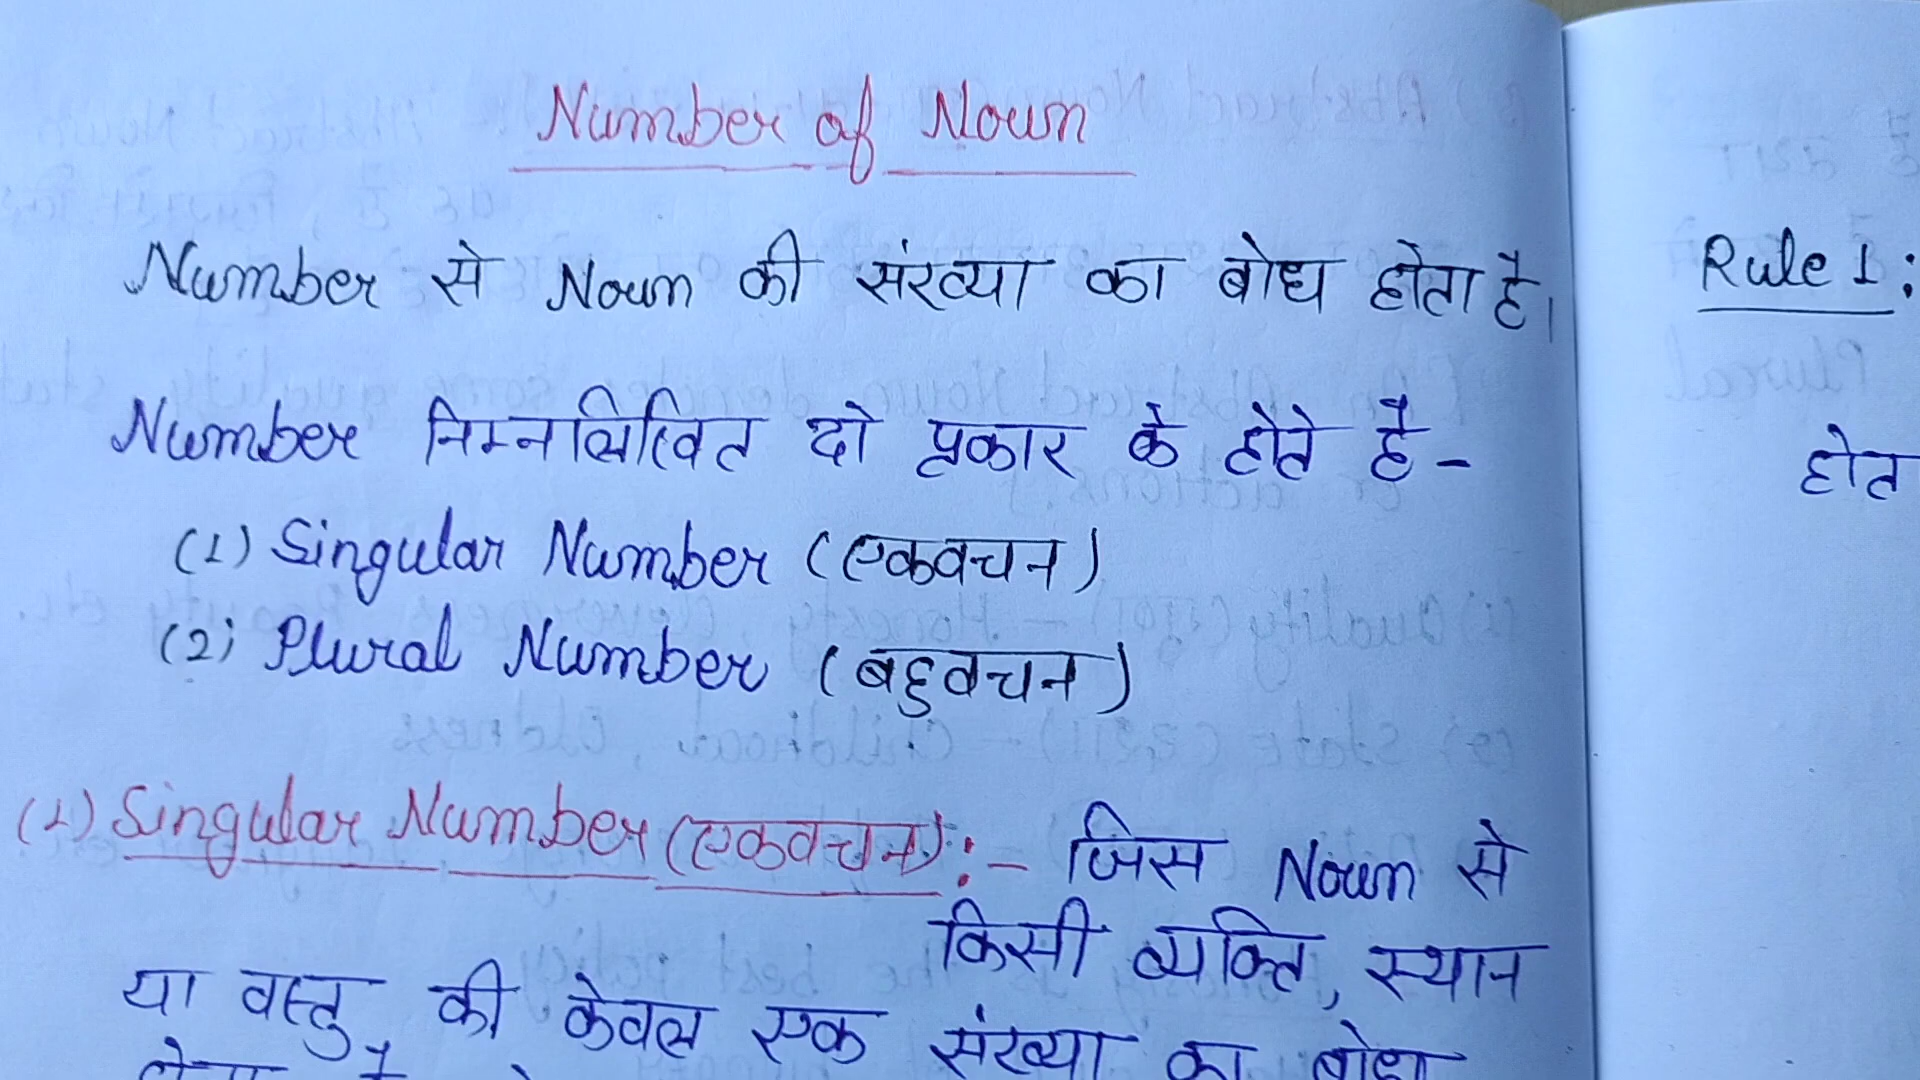 Number of Noun
Number से Noun की संख्या का बोध होता है।
Number निम्नलिखित दो प्रकार के होते है -
(1) Singular Number (एकवचन)
(2) Plural Number (बहुवचन)
(1) Singular Number (एकवचन) :- जिस Noun से
किसी व्यक्ति, स्थान
या वस्तु की केवल एक संख्या का बोध
Rule 1: